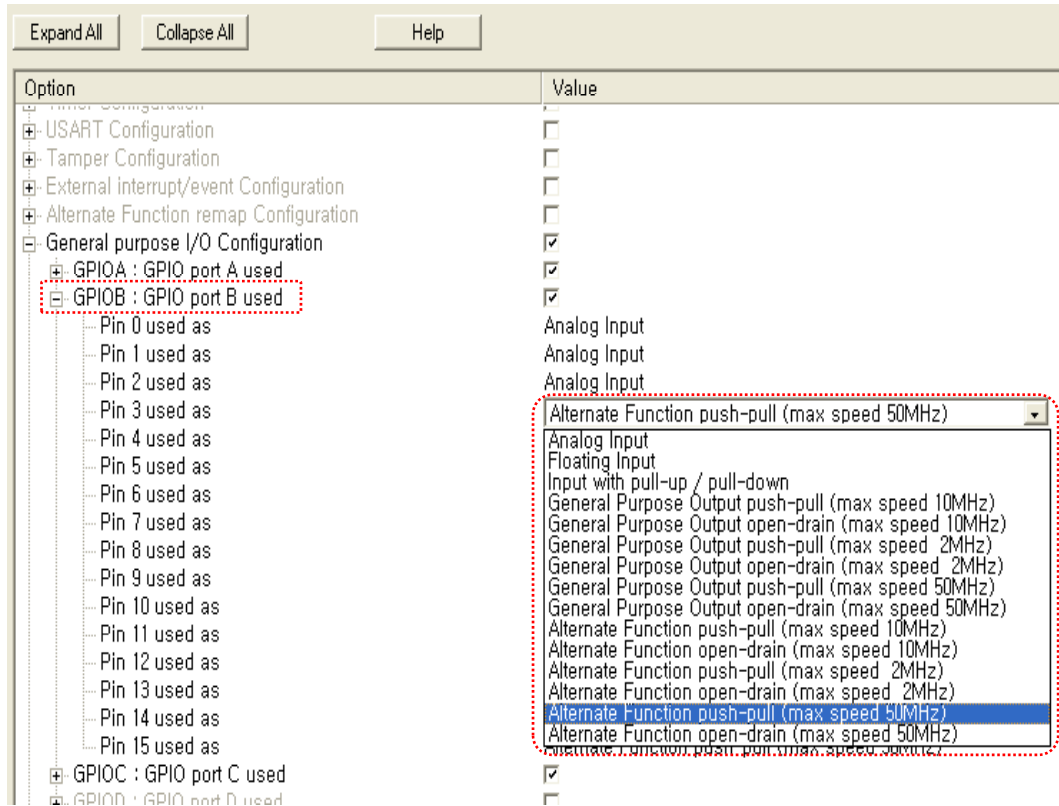 Expand All Collapse All Help
Option Value
USART Configuration
Tamper Configuration
External interrupt/event Configuration
Alternate Function remap Configuration
General purpose I/O Configuration
GPIOA : GPIO port A used
GPIOB : GPIO port B used
Pin 0 used as Analog Input
Pin 1 used as Analog Input
Pin 2 used as Analog Input
Pin 3 used as Alternate Function push-pull (max speed 50MHz)
Pin 4 used as
Pin 5 used as
Pin 6 used as
Pin 7 used as
Pin 8 used as
Pin 9 used as
Pin 10 used as
Pin 11 used as
Pin 12 used as
Pin 13 used as
Pin 14 used as
Pin 15 used as
Analog Input
Floating Input
Input with pull-up / pull-down
General Purpose Output push-pull (max speed 10MHz)
General Purpose Output open-drain (max speed 10MHz)
General Purpose Output push-pull (max speed  2MHz)
General Purpose Output open-drain (max speed  2MHz)
General Purpose Output push-pull (max speed 50MHz)
General Purpose Output open-drain (max speed 50MHz)
Alternate Function push-pull (max speed 10MHz)
Alternate Function open-drain (max speed 10MHz)
Alternate Function push-pull (max speed  2MHz)
Alternate Function open-drain (max speed  2MHz)
Alternate Function push-pull (max speed 50MHz)
Alternate Function open-drain (max speed 50MHz)
GPIOC : GPIO port C used
GPIOD : GPIO port D used